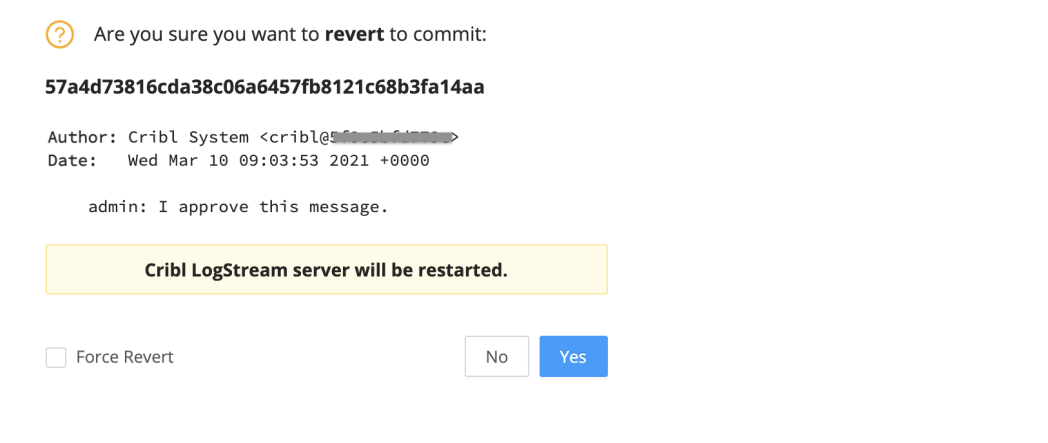 Are you sure you want to revert to commit:
57a4d73816cda38c06a6457fb8121c68b3fa14aa
Author: Cribl System <cribl@
Date: Wed Mar 10 09:03:53 2021 +0000
admin: I approve this message.
Cribl LogStream server will be restarted.
Force Revert
No
Yes